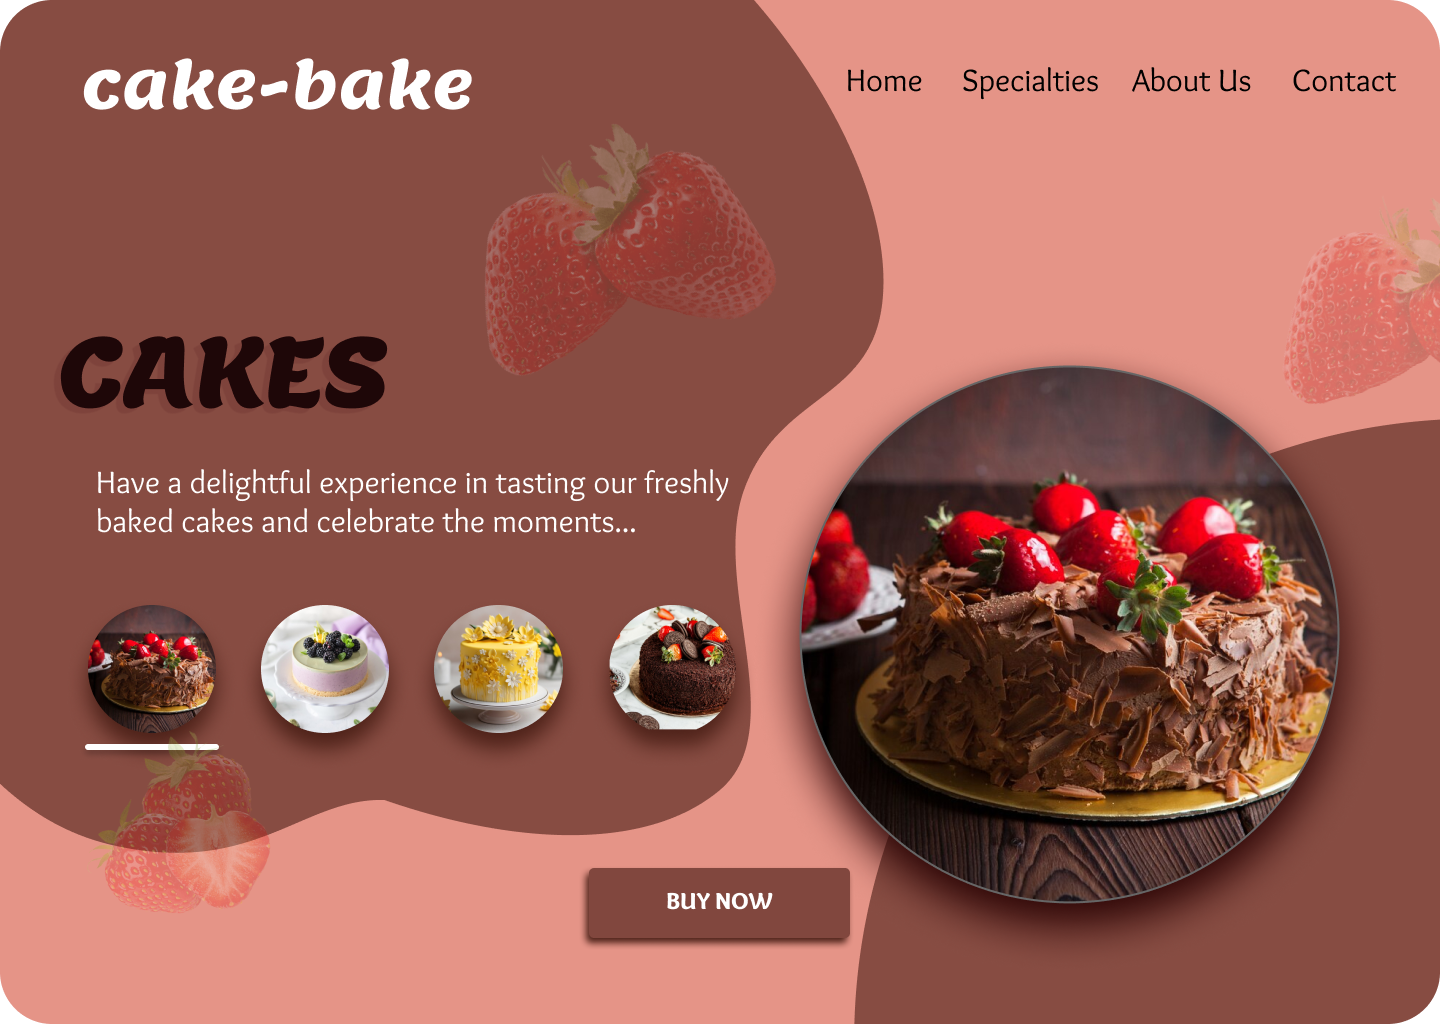 cake-bake
Home Specialties About Us Contact
CAKES
Have a delightful experience in tasting our freshly
baked cakes and celebrate the moments...
BUY NOW